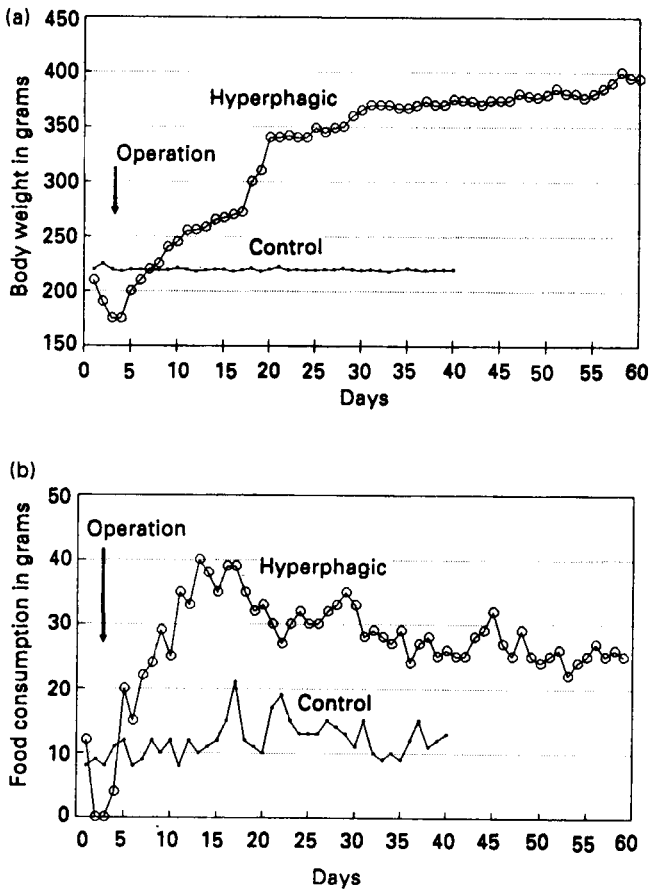 (a)
450
400
350
300
250
200
150
Body weight in grams
Hyperphagic
Operation
Control
0 5 10 15 20 25 30 35 40 45 50 55 60
Days
(b)
50
40
30
20
10
0
Food consumption in grams
Operation
Hyperphagic
Control
0 5 10 15 20 25 30 35 40 45 50 55 60
Days